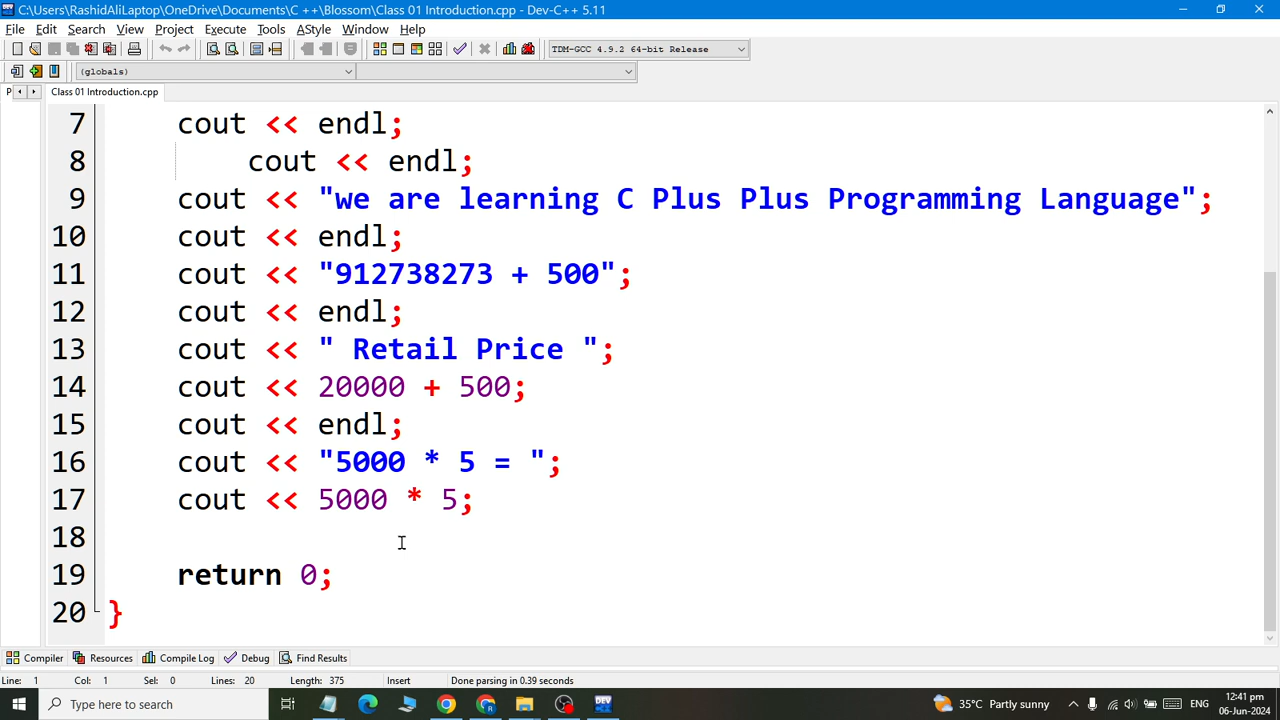 C:\Users\RashidAliLaptop\OneDrive\Documents\C ++\Blossom\Class 01 Introduction.cpp - Dev-C++ 5.11
File Edit Search View Project Execute Tools AStyle Window Help
TDM-GCC 4.9.2 64-bit Release
(globals)
P Class 01 Introduction.cpp
7 cout << endl;
8 cout << endl;
9 cout << "we are learning C Plus Plus Programming Language";
10 cout << endl;
11 cout << "912738273 + 500";
12 cout << endl;
13 cout << " Retail Price ";
14 cout << 20000 + 500;
15 cout << endl;
16 cout << "5000 * 5 = ";
17 cout << 5000 * 5;
18
19 return 0;
20 }
Compiler Resources Compile Log Debug Find Results
Line: 1 Col: 1 Sel: 0 Lines: 20 Length: 375 Insert Done parsing in 0.39 seconds
Type here to search DEV 35°C Partly sunny ENG 12:41 pm
06-Jun-2024